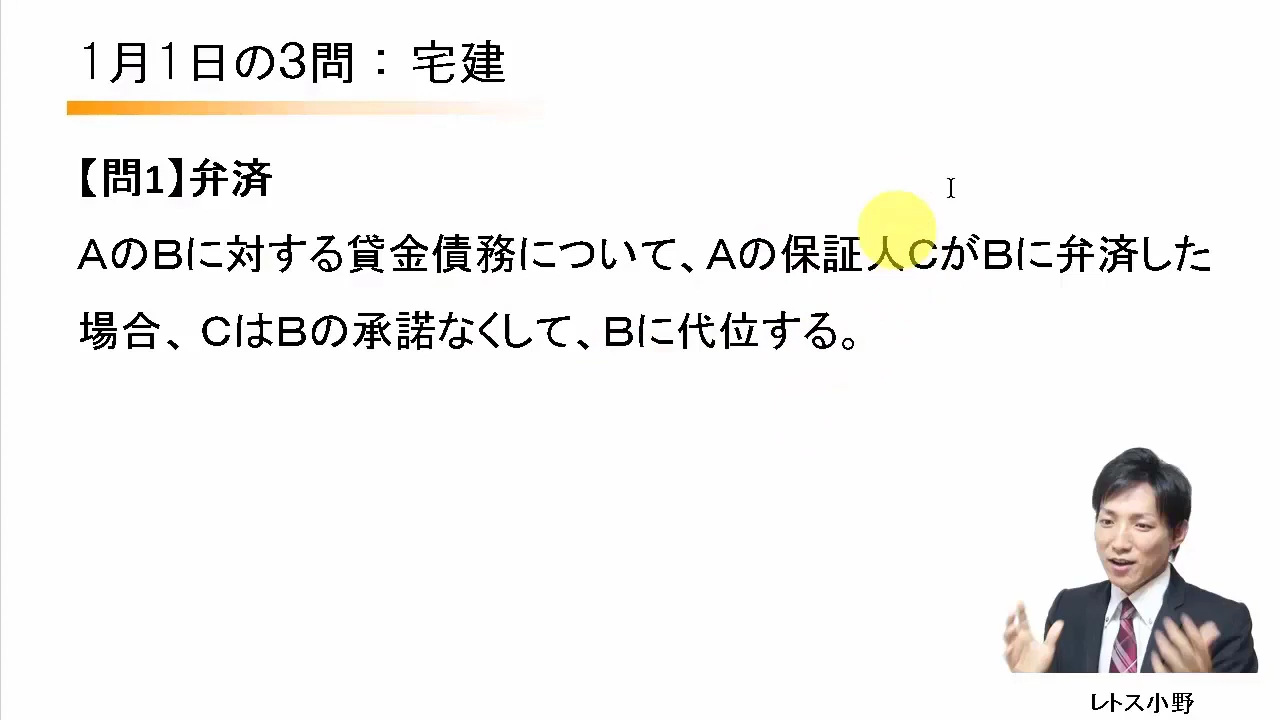 1月1日の3問：宅建
【問1】弁済
AのBに対する貸金債務について、Aの保証人CがBに弁済した
場合、CはBの承諾なくして、Bに代位する。
レトス小野